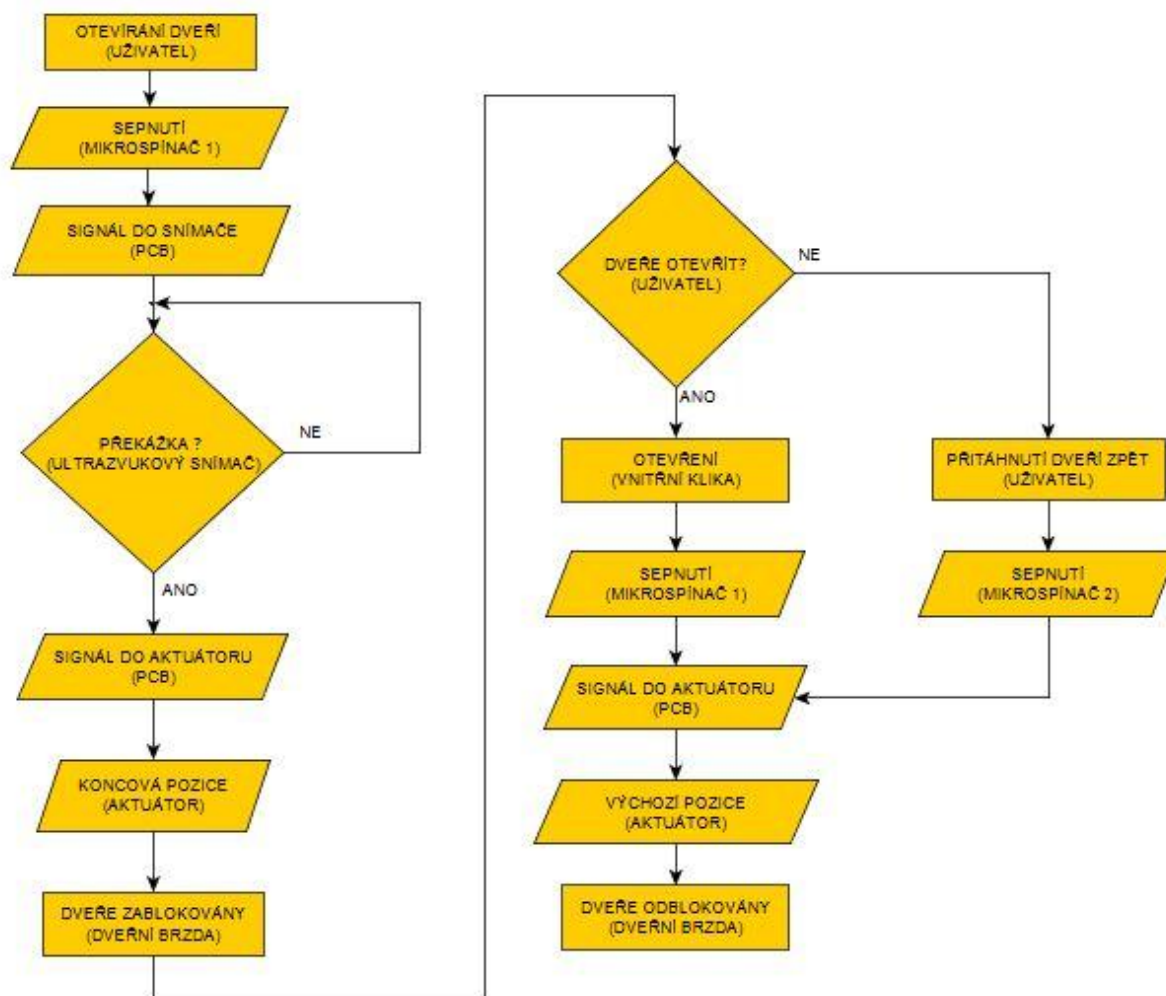 OTEVÍRÁNÍ DVEŘÍ
(UŽIVATEL)
SEPNUTÍ
(MIKROSPÍNAČ 1)
SIGNÁL DO SNÍMAČE
(PCB)
PŘEKÁŽKA ?
(ULTRAZVUKOVÝ SNÍMAČ)
NE
ANO
SIGNÁL DO AKTUÁTORU
(PCB)
KONCOVÁ POZICE
(AKTUÁTOR)
DVEŘE ZABLOKOVÁNY
(DVEŘNÍ BRZDA)
DVEŘE OTEVŘÍT?
(UŽIVATEL)
NE
ANO
OTEVŘENÍ
(VNITŘNÍ KLIKA)
SEPNUTÍ
(MIKROSPÍNAČ 1)
PŘITÁHNUTÍ DVEŘÍ ZPĚT
(UŽIVATEL)
SEPNUTÍ
(MIKROSPÍNAČ 2)
SIGNÁL DO AKTUÁTORU
(PCB)
VÝCHOZÍ POZICE
(AKTUÁTOR)
DVEŘE ODBLOKOVÁNY
(DVEŘNÍ BRZDA)